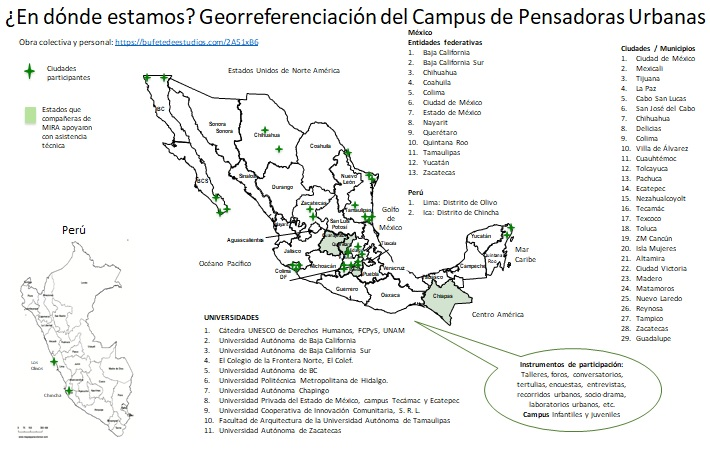 ¿En dónde estamos? Georreferenciación del Campus de Pensadoras Urbanas
Obra colectiva y personal: https://bufetedeestudios.com/2A51xB6
Ciudades
participantes
Estados que
compañeras de
MIRA apoyaron
con asistencia
técnica
Estados Unidos de Norte América
México
Entidades federativas
1. Baja California
2. Baja California Sur
3. Chihuahua
4. Coahuila
5. Colima
6. Ciudad de México
7. Estado de México
8. Nayarit
9. Querétaro
10. Quintana Roo
11. Tamaulipas
12. Yucatán
13. Zacatecas
Perú
1. Lima: Distrito de Olivo
2. Ica: Distrito de Chincha
Ciudades / Municipios
1. Ciudad de México
2. Mexicali
3. Tijuana
4. La Paz
5. Cabo San Lucas
6. San José del Cabo
7. Chihuahua
8. Delicias
9. Colima
10. Villa de Álvarez
11. Cuauhtémoc
12. Tolcayuca
13. Pachuca
14. Ecatepec
15. Nezahualcoyolt
16. Tecamác
17. Texcoco
18. Toluca
19. ZM Cancún
20. Isla Mujeres
21. Altamira
22. Ciudad Victoria
23. Madero
24. Matamoros
25. Nuevo Laredo
26. Reynosa
27. Tampico
28. Zacatecas
29. Guadalupe
BC
Sonora
Sonora
Chihuahua
Coahuila
BCS
Sinaloa
Durango
Nuevo
León
Zacatecas
Tamaulipas
San Luis
Potosí
Golfo
de
México
Aguascalientes
Océano Pacífico
Jalisco
Colima
DF
Michoacán
Guerrero
Puebla
Tlaxcala
Veracruz
Oaxaca
Chiapas
Campeche
Yucatán
Quintana
Roo
Mar
Caribe
Centro América
Perú
Chincha
UNIVERSIDADES
1. Cátedra UNESCO de Derechos Humanos, FCPyS, UNAM
2. Universidad Autónoma de Baja California
3. Universidad Autónoma de Baja California Sur
4. El Colegio de la Frontera Norte, El Colef.
5. Universidad Autónoma de BC
6. Universidad Politécnica Metropolitana de Hidalgo.
7. Universidad Autónoma Chapingo
8. Universidad Privada del Estado de México, campus Tecámac y Ecatepec
9. Universidad Cooperativa de Innovación Comunitaria, S. R. L.
10. Facultad de Arquitectura de la Universidad Autónoma de Tamaulipas
11. Universidad Autónoma de Zacatecas
Instrumentos de participación:
Talleres, foros, conversatorios,
tertulias, encuestas, entrevistas,
recorridos urbanos, socio drama,
laboratorios urbanos, etc.
Campus Infantiles y juveniles